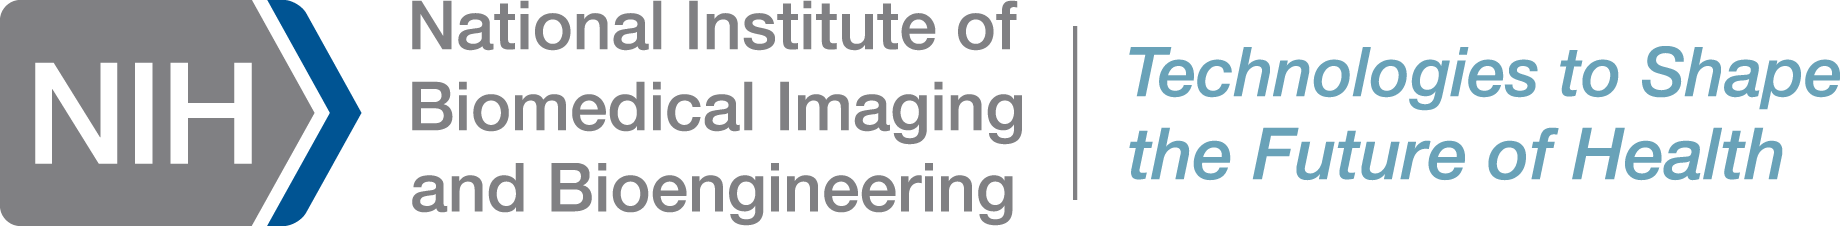 NIH
National Institute of
Biomedical Imaging
and Bioengineering
Technologies to Shape
the Future of Health